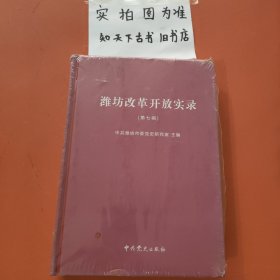 实拍图为准
知天下古书旧书店
潍坊改革开放实录
(第七辑)
中共潍坊市委党史研究室 主编
中共党史出版社